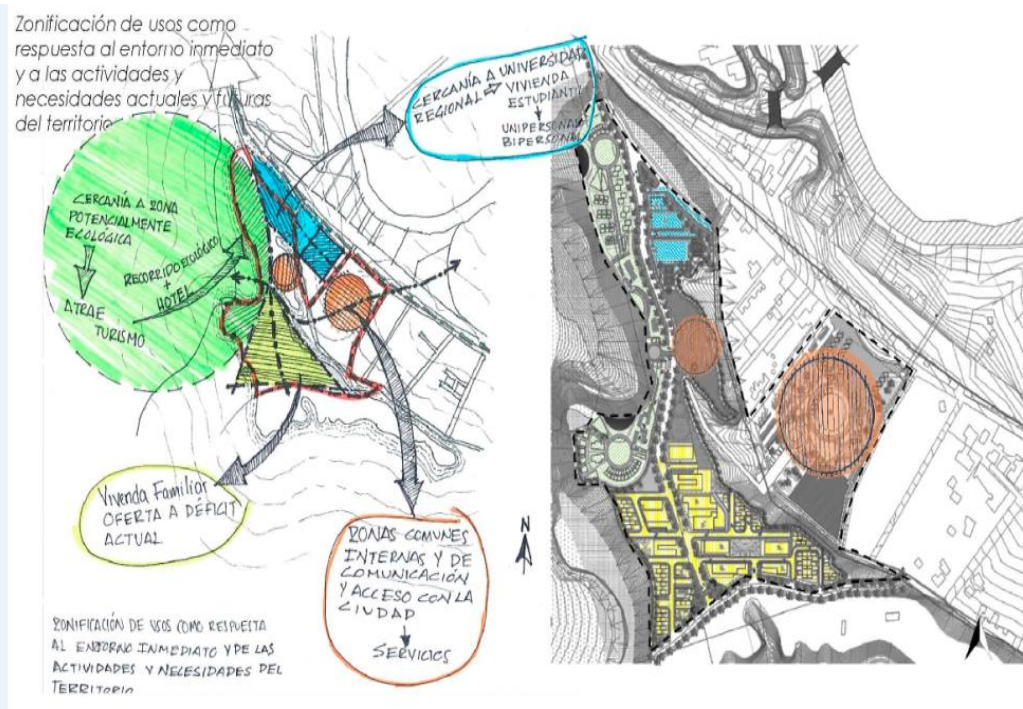 Zonificación de usos como
respuesta al entorno inmediato
y a las actividades y
necesidades actuales y futuras
del territorio
CERCANÍA A UNIVERSIDAD
REGIONAL
VIVIENDA
ESTUDIANTIL
UNIPERSONAL
BIPERSONAL
CERCANÍA A ZONA
POTENCIALMENTE
ECOLÓGICA
ATRAE
TURISMO
RECORRIDO ECOLÓGICO
+
HOTEL
Vivienda Familiar
OFERTA A DÉFICIT
ACTUAL
ZONAS COMUNES
INTERNAS Y DE
COMUNICACIÓN
Y ACCESO CON LA
CIUDAD
SERVICIOS
N
ZONIFICACIÓN DE USOS COMO RESPUESTA
AL ENTORNO INMEDIATO Y DE LAS
ACTIVIDADES Y NECESIDADES DEL
TERRITORIO